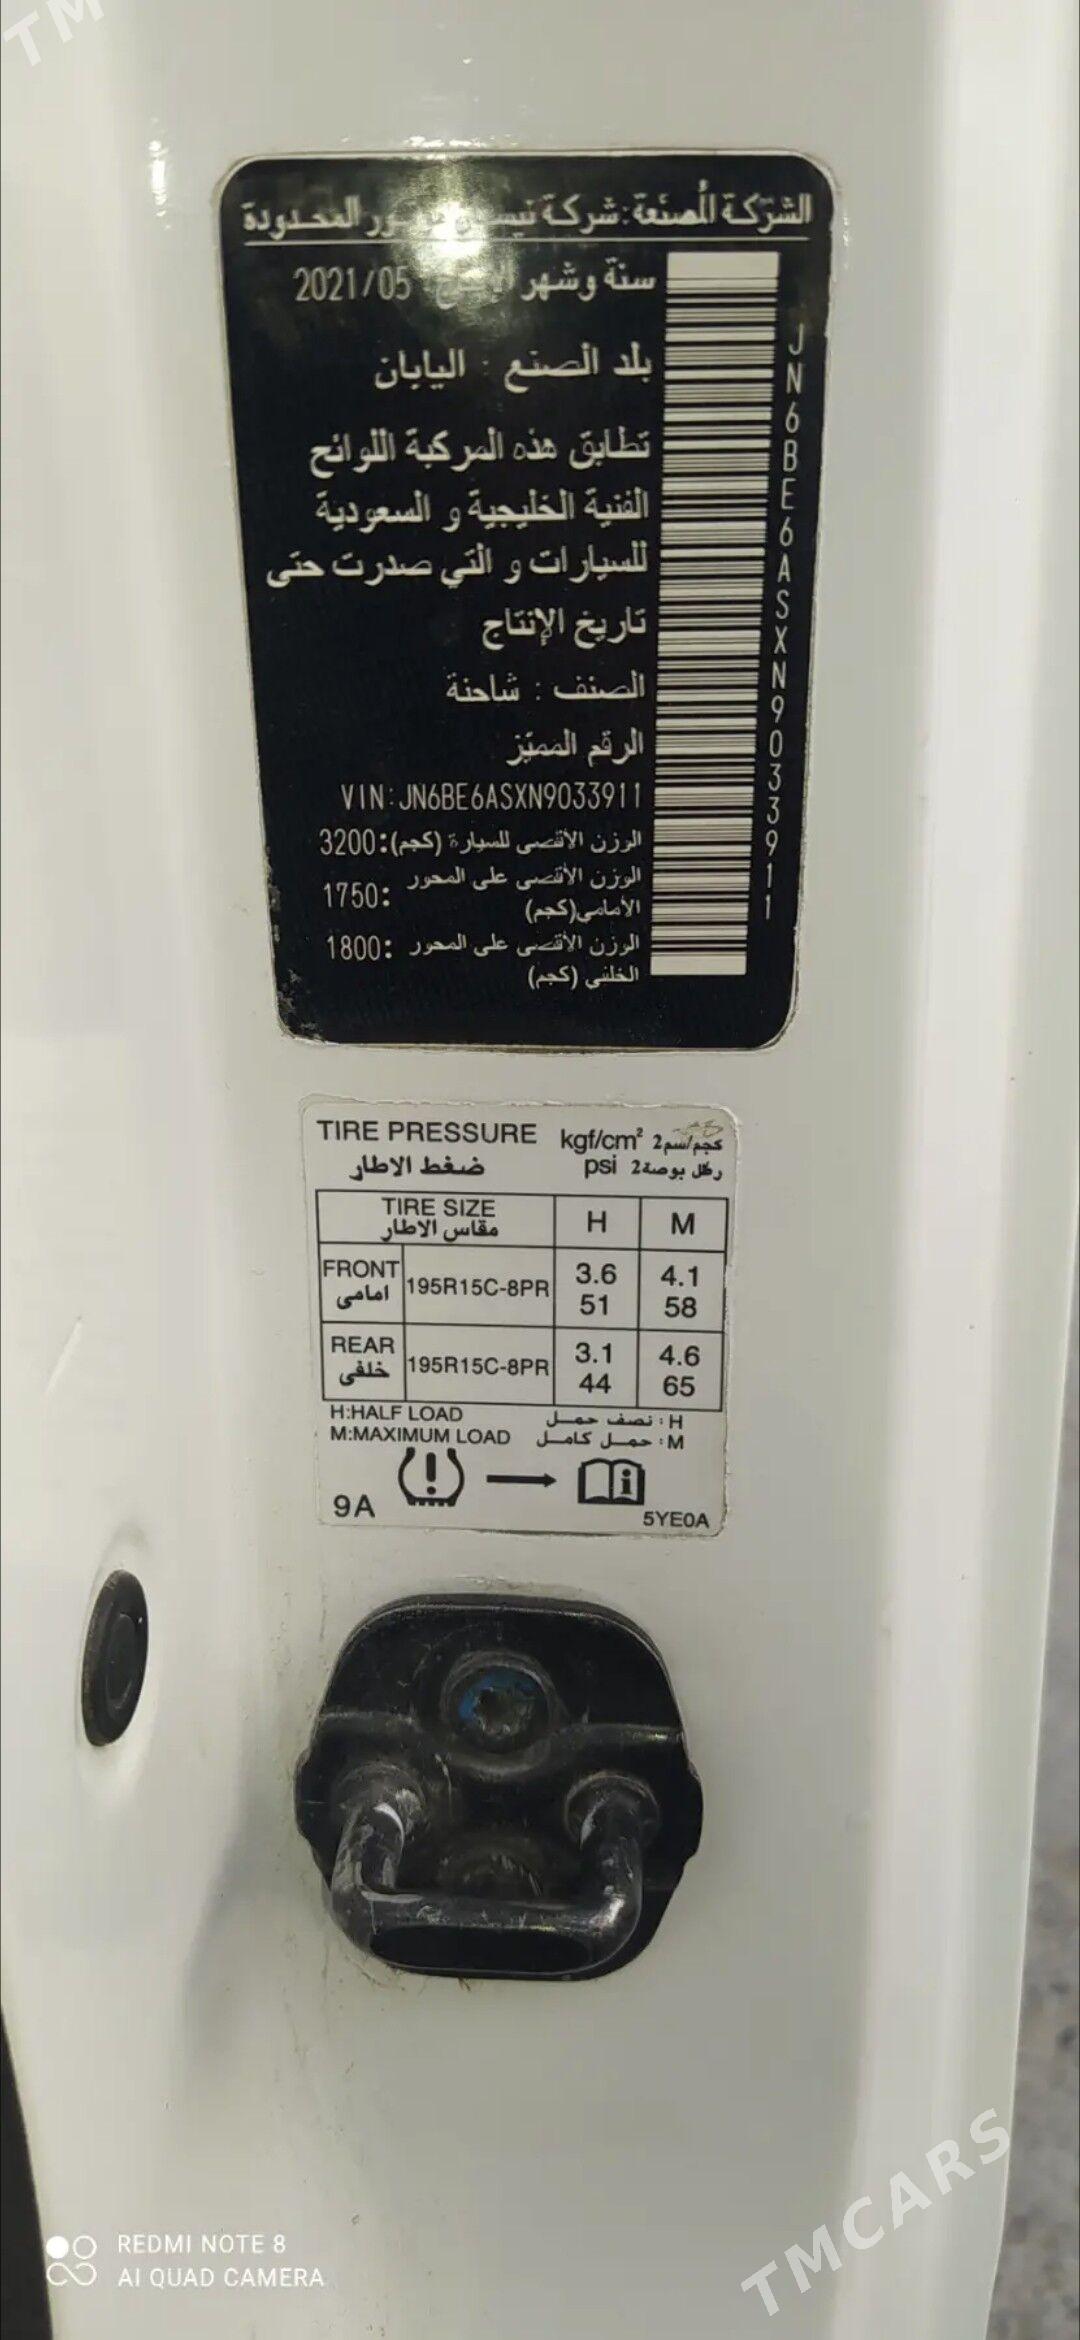 TM
الشركة المصنعة: شركة المحدودة
سنة وشهر 2021/05
بلد الصنع : اليابان
تطابق هذه المركبة اللوائح
الفنية الخليجية و السعودية
للسيارات و التي صدرت حتى
تاريخ الإنتاج
الصنف : شاحنة
الرقم المميز
VIN:JN6BE6ASXN9033911
الوزن الأقصى للسيارة (كجم):3200
الوزن الأقصى على المحور :1750
الأمامي(كجم)
الوزن الأقصى على المحور :1800
الخلفي (كجم)
JN6BE6ASXN9033911
TIRE PRESSURE kgf/cm² كجم/سم2
ضغط الاطار psi رطل بوصة2
TIRE SIZE H M
مقاس الاطار
FRONT 195R15C-8PR 3.6 4.1
امامى 51 58
REAR 195R15C-8PR 3.1 4.6
خلفى 44 65
H:HALF LOAD H: نصف حمل
M:MAXIMUM LOAD M: حمل كامل
9A 5YE0A
REDMI NOTE 8
AI QUAD CAMERA
TMCARS